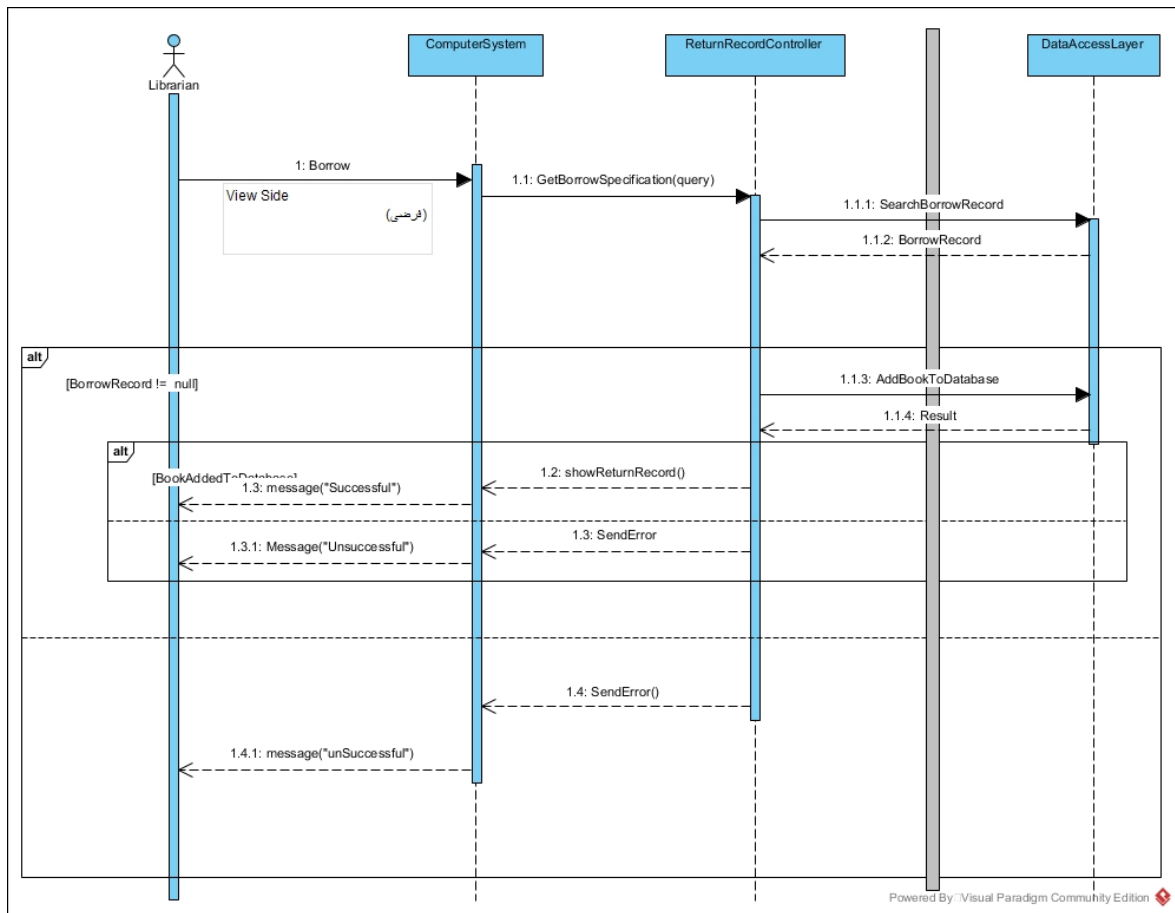 ComputerSystem
ReturnRecordController
DataAccessLayer
Librarian
1: Borrow
1.1: GetBorrowSpecification(query)
View Side
(فرضی)
1.1.1: SearchBorrowRecord
1.1.2: BorrowRecord
alt
[BorrowRecord != null]
1.1.3: AddBookToDatabase
1.1.4: Result
alt
[BookAddedToDatabase]
1.2: showReturnRecord()
1.3: message("Successful")
1.3: SendError
1.3.1: Message("Unsuccessful")
1.4: SendError()
1.4.1: message("unSuccessful")
Powered By Visual Paradigm Community Edition